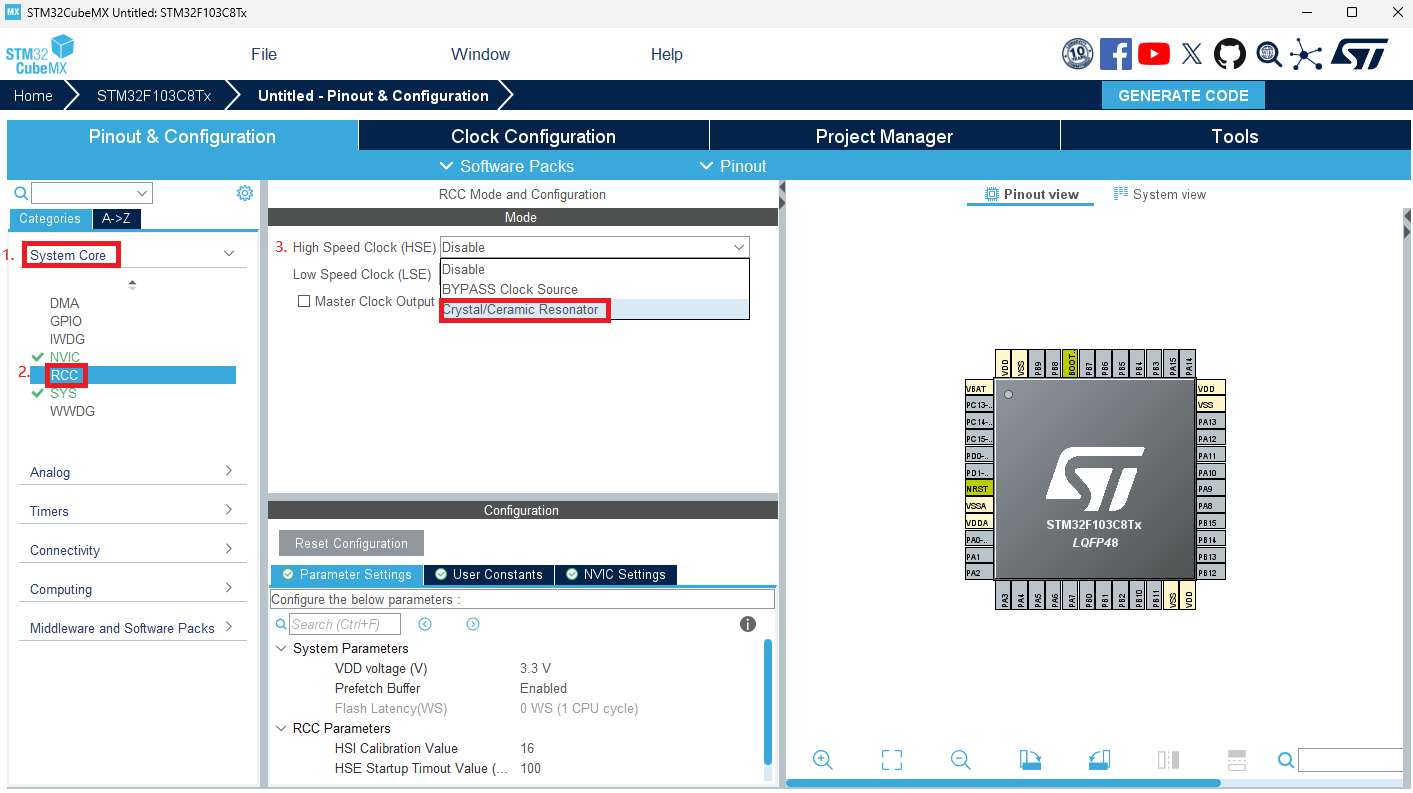 MX STM32CubeMX Untitled: STM32F103C8Tx
STM32
CubeMX
File Window Help
10
Home STM32F103C8Tx Untitled - Pinout & Configuration GENERATE CODE
Pinout & Configuration Clock Configuration Project Manager Tools
Software Packs Pinout
RCC Mode and Configuration
Pinout view System view
Categories A->Z
Mode
1. System Core
3. High Speed Clock (HSE) Disable
Low Speed Clock (LSE) Disable
Master Clock Output BYPASS Clock Source
Crystal/Ceramic Resonator
DMA
GPIO
IWDG
NVIC
2. RCC
SYS
WWDG
Analog
Timers
Connectivity
Computing
Middleware and Software Packs
Configuration
Reset Configuration
Parameter Settings User Constants NVIC Settings
Configure the below parameters :
Search (Ctrl+F)
System Parameters
VDD voltage (V) 3.3 V
Prefetch Buffer Enabled
Flash Latency(WS) 0 WS (1 CPU cycle)
RCC Parameters
HSI Calibration Value 16
HSE Startup Timout Value (... 100
VDD VSS PB9 PB8 BOOT.. PB7 PB6 PB5 PB4 PB3 PA15 PA14
VBAT
PC13-..
PC14-..
PC15-..
PD0-..
PD1-..
NRST
VSSA
VDDA
PA0-..
PA1
PA2
STM32F103C8Tx
LQFP48
VDD
VSS
PA13
PA12
PA11
PA10
PA9
PA8
PB15
PB14
PB13
PB12
PA3 PA4 PA5 PA6 PA7 PB0 PB1 PB2 PB10 PB11 VSS VDD